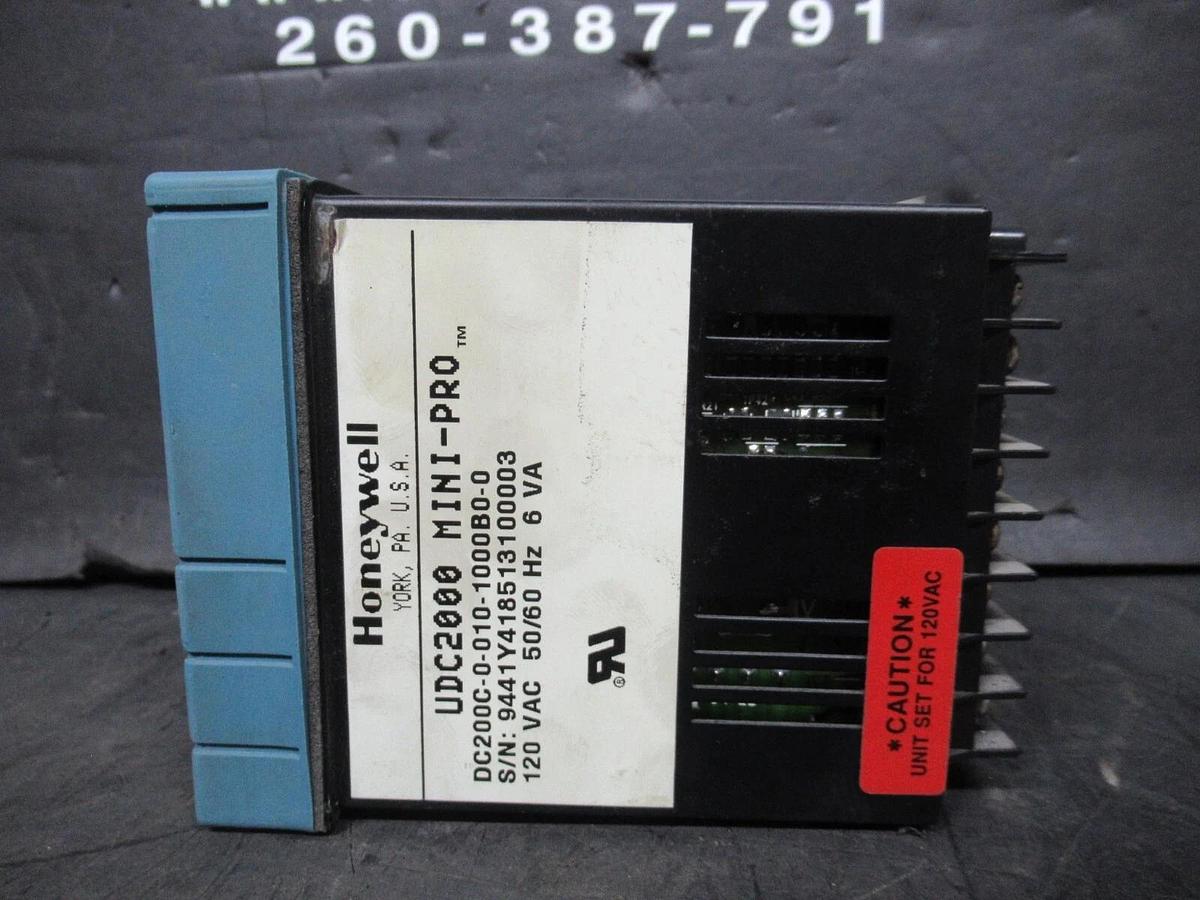 260-387-791
Honeywell
YORK, PA. U.S.A.
UDC2000 MINI-PRO™
DC200C-0-010-1000B0-0
S/N: 9441Y418513100003
120 VAC 50/60 Hz 6 VA
®
*CAUTION*
UNIT SET FOR 120VAC